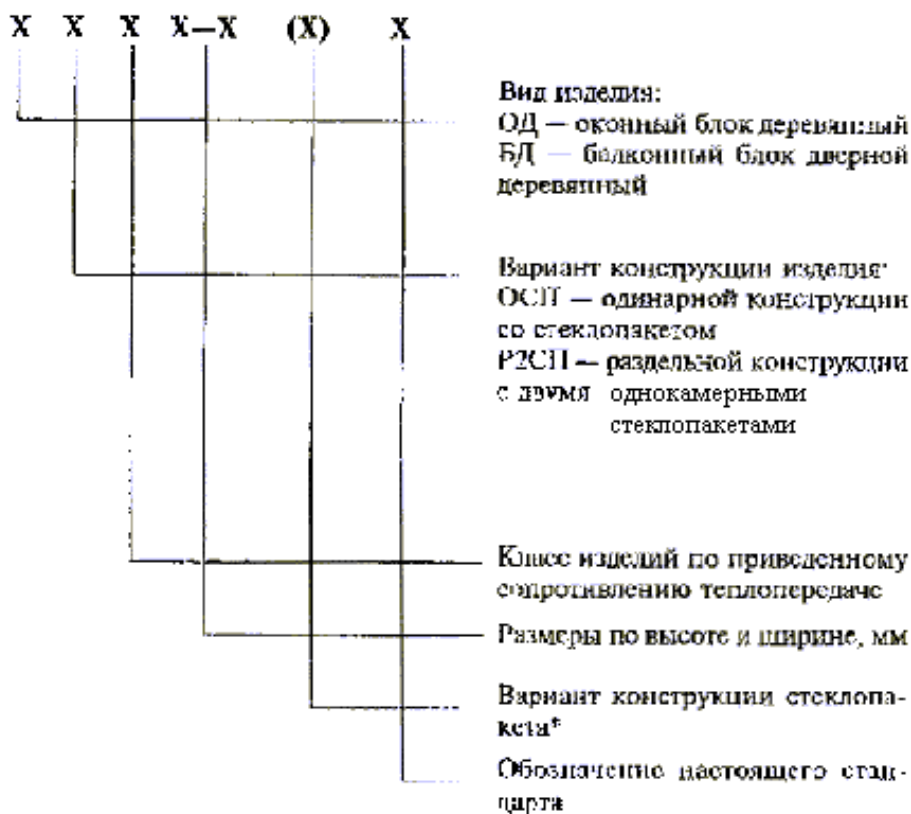 X X X X–X (X) X
Вид изделия:
ОД — оконный блок деревянный
БД — балконный блок дверной
деревянный
Вариант конструкции изделия:
ОСП — одинарной конструкции
со стеклопакетом
Р2СП — раздельной конструкции
с двумя однокамерными
стеклопакетами
Класс изделий по приведенному
сопротивлению теплопередаче
Размеры по высоте и ширине, мм
Вариант конструкции стеклопа-
кета*
Обозначение настоящего стан-
дарта